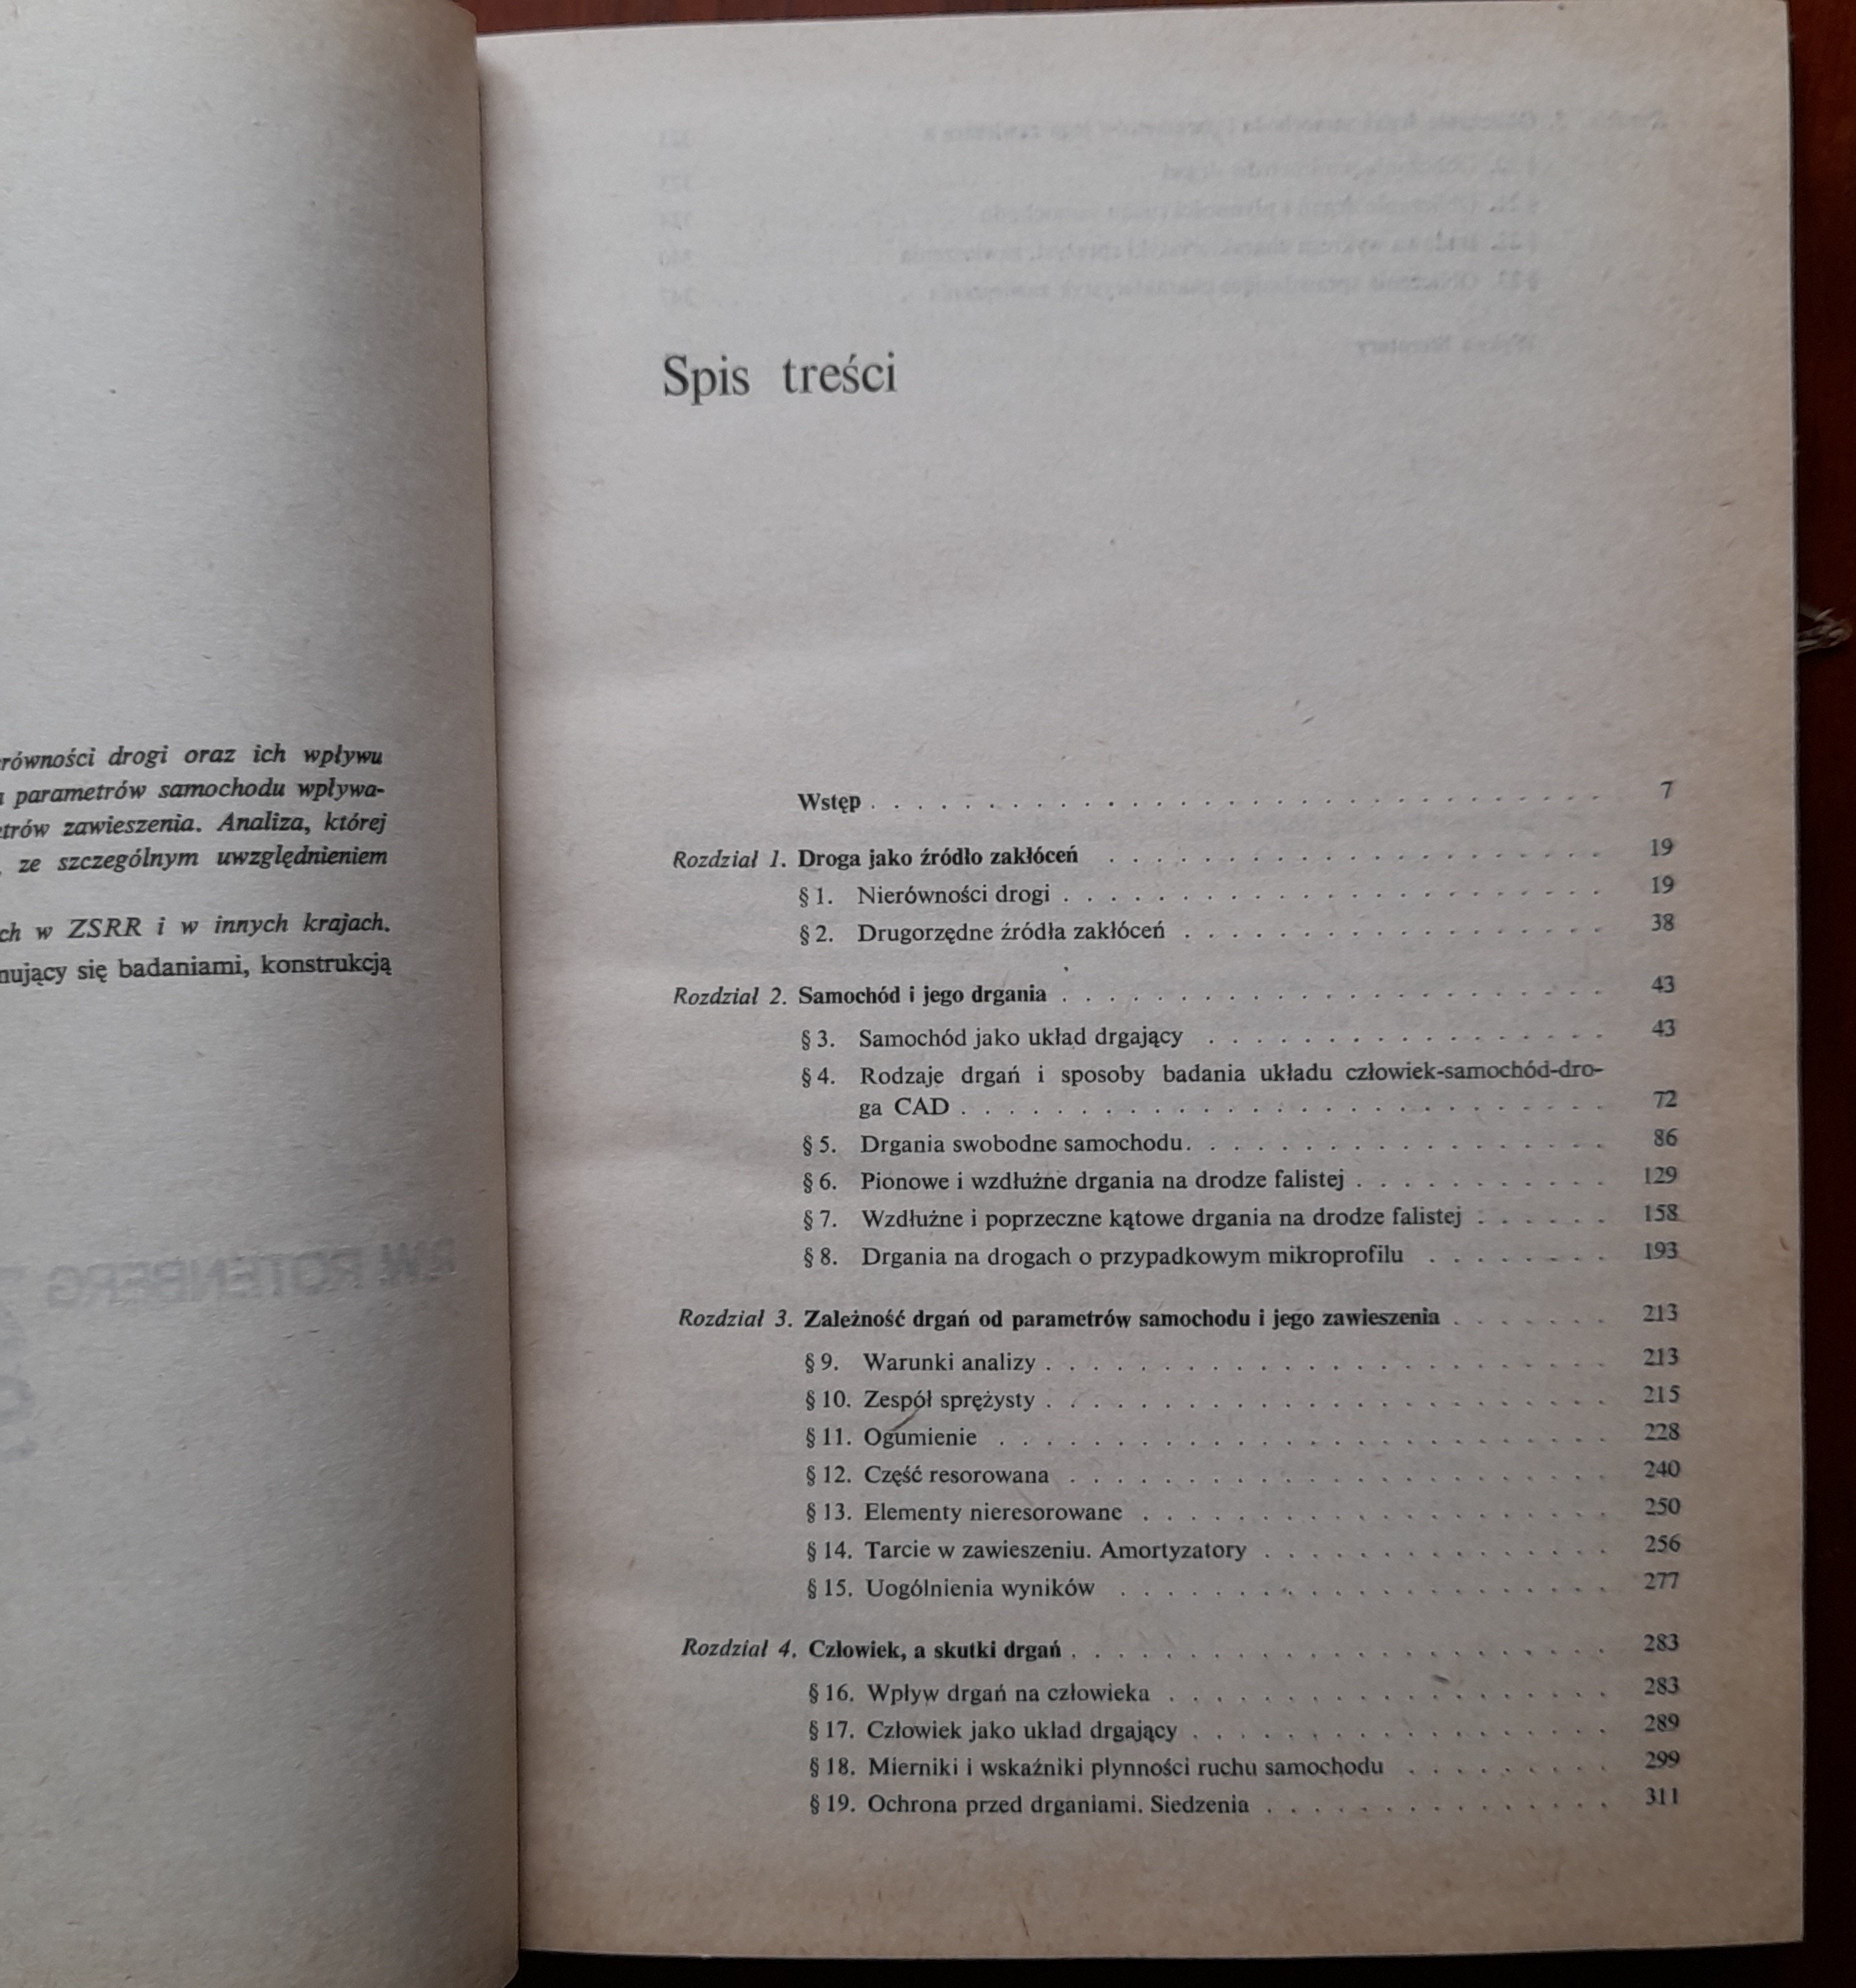 równości drogi oraz ich wpływu
parametrów samochodu wpływa-
trów zawieszenia. Analiza, której
ze szczególnym uwzględnieniem
ch w ZSRR i w innych krajach.
nujący się badaniami, konstrukcją
Spis treści
Wstęp . . . . . . . . . . . . . . . . . . . . . . . . . . . . . . . 7
Rozdział 1. Droga jako źródło zakłóceń . . . . . . . . . . . . . . . . . . . . . 19
§ 1. Nierówności drogi . . . . . . . . . . . . . . . . . . . . . . . 19
§ 2. Drugorzędne źródła zakłóceń . . . . . . . . . . . . . . . . . . 38
Rozdział 2. Samochód i jego drgania . . . . . . . . . . . . . . . . . . . . . . . 43
§ 3. Samochód jako układ drgający . . . . . . . . . . . . . . . . . 43
§ 4. Rodzaje drgań i sposoby badania układu człowiek-samochód-dro-
ga CAD . . . . . . . . . . . . . . . . . . . . . . . . . . . . 72
§ 5. Drgania swobodne samochodu. . . . . . . . . . . . . . . . . . . 86
§ 6. Pionowe i wzdłużne drgania na drodze falistej . . . . . . . . . . . 129
§ 7. Wzdłużne i poprzeczne kątowe drgania na drodze falistej . . . . . . 158
§ 8. Drgania na drogach o przypadkowym mikroprofilu . . . . . . . . 193
Rozdział 3. Zależność drgań od parametrów samochodu i jego zawieszenia . . . . . . . 213
§ 9. Warunki analizy . . . . . . . . . . . . . . . . . . . . . . . . 213
§ 10. Zespół sprężysty . . . . . . . . . . . . . . . . . . . . . . . . 215
§ 11. Ogumienie . . . . . . . . . . . . . . . . . . . . . . . . . . 228
§ 12. Część resorowana . . . . . . . . . . . . . . . . . . . . . . . 240
§ 13. Elementy nieresorowane . . . . . . . . . . . . . . . . . . . . 250
§ 14. Tarcie w zawieszeniu. Amortyzatory . . . . . . . . . . . . . . . 256
§ 15. Uogólnienia wyników . . . . . . . . . . . . . . . . . . . . . 277
Rozdział 4. Człowiek, a skutki drgań . . . . . . . . . . . . . . . . . . . . . . . 283
§ 16. Wpływ drgań na człowieka . . . . . . . . . . . . . . . . . . . 283
§ 17. Człowiek jako układ drgający . . . . . . . . . . . . . . . . . . 289
§ 18. Mierniki i wskaźniki płynności ruchu samochodu . . . . . . . . . 299
§ 19. Ochrona przed drganiami. Siedzenia . . . . . . . . . . . . . . . 311